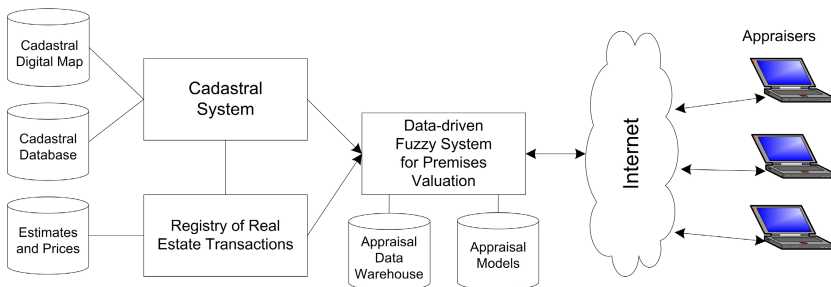 Cadastral
Digital Map
Cadastral
Database
Estimates
and Prices
Cadastral
System
Registry of Real
Estate Transactions
Data-driven
Fuzzy System
for Premises
Valuation
Appraisal
Data
Warehouse
Appraisal
Models
Internet
Appraisers